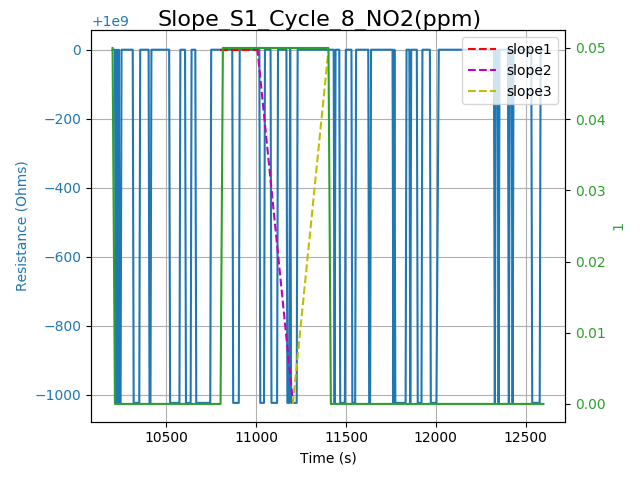 Slope_S1_Cycle_8_NO2(ppm)
+1e9
slope1
slope2
slope3
0
−200
−400
−600
−800
−1000
Resistance (Ohms)
0.05
0.04
0.03
0.02
0.01
0.00
1
10500 11000 11500 12000 12500
Time (s)